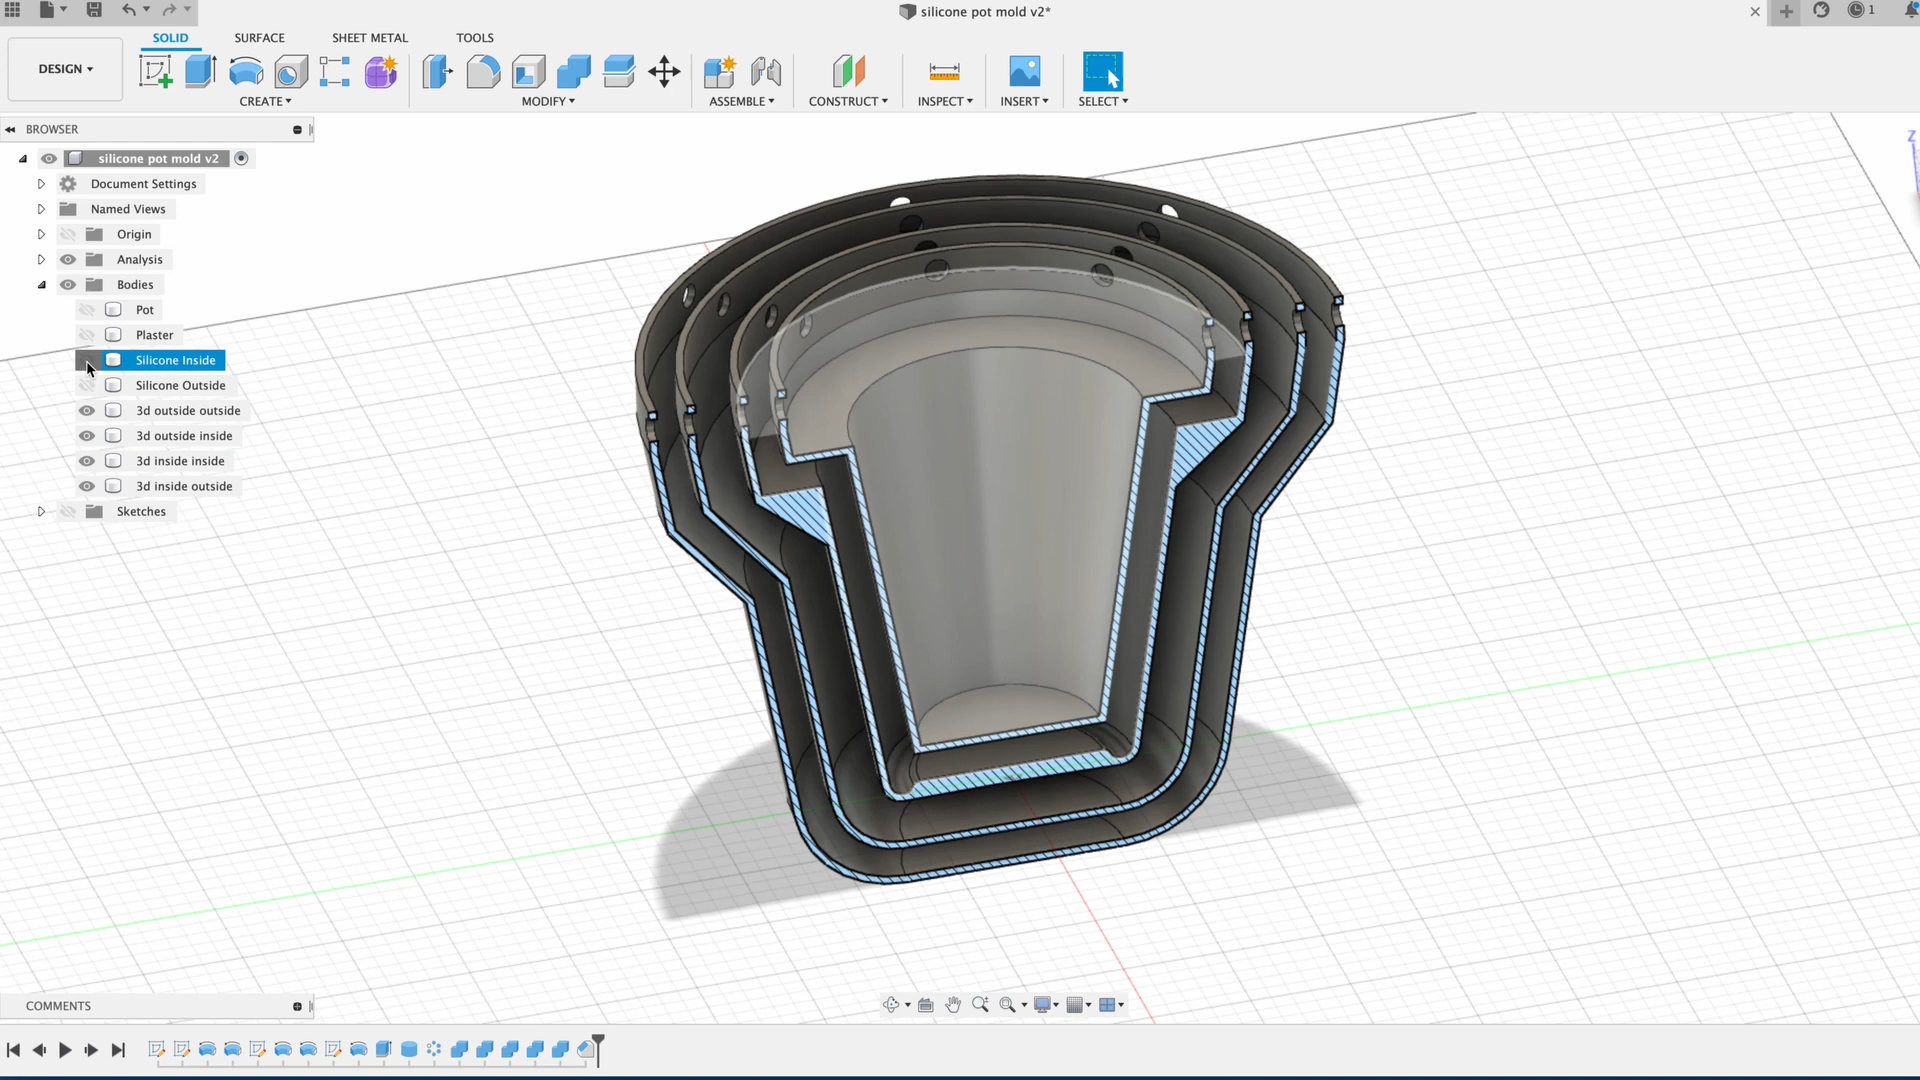 silicone pot mold v2*
1
SOLID
SURFACE
SHEET METAL
TOOLS
DESIGN
CREATE
MODIFY
ASSEMBLE
CONSTRUCT
INSPECT
INSERT
SELECT
BROWSER
silicone pot mold v2
Document Settings
Named Views
Origin
Analysis
Bodies
Pot
Plaster
Silicone Inside
Silicone Outside
3d outside outside
3d outside inside
3d inside inside
3d inside outside
Sketches
Z
COMMENTS